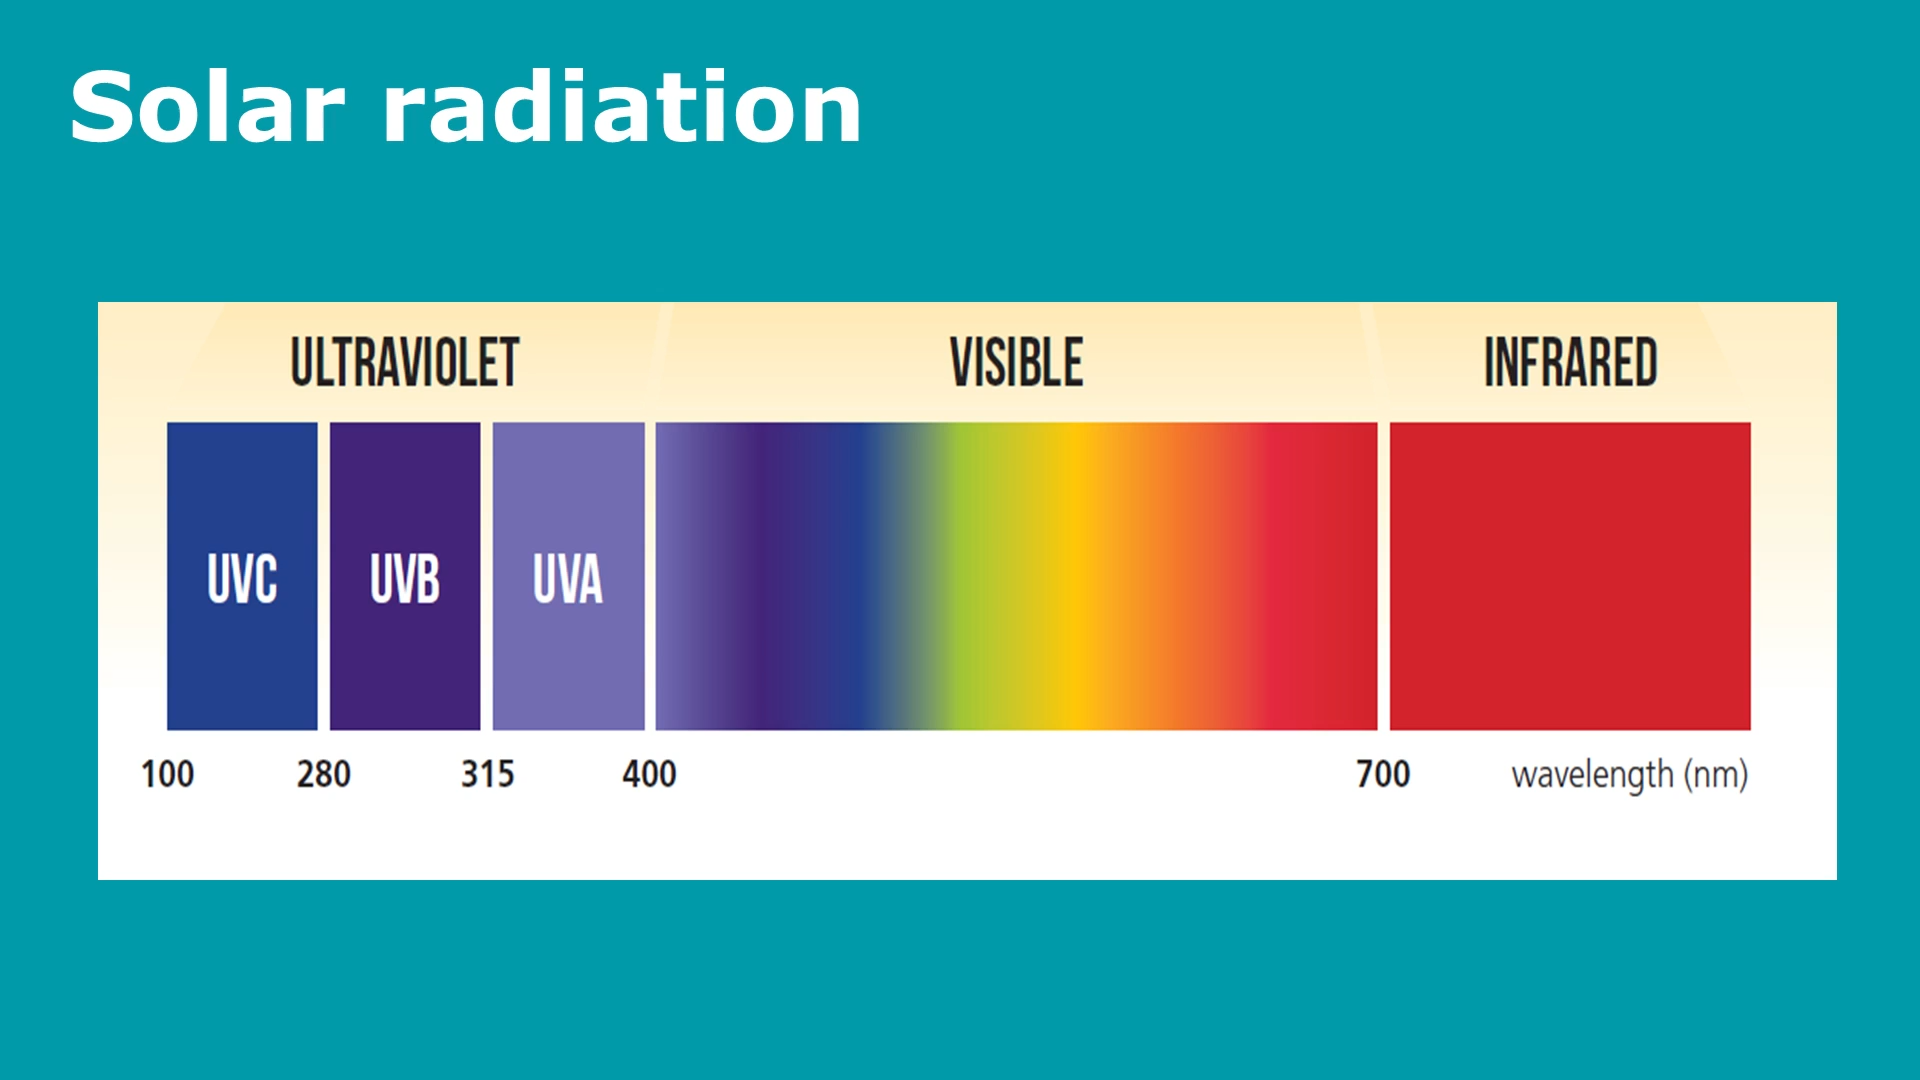 Solar radiation
ULTRAVIOLET VISIBLE INFRARED
UVC UVB UVA
100 280 315 400 700 wavelength (nm)